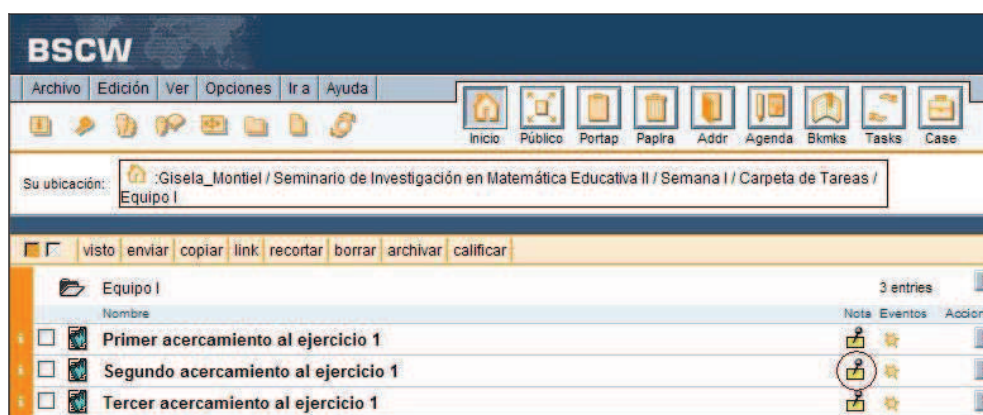 BSCW
Archivo Edición Ver Opciones Ir a Ayuda
Inicio Público Portap Paplra Addr Agenda Bkmks Tasks Case
Su ubicación: :Gisela_Montiel / Seminario de Investigación en Matemática Educativa II / Semana I / Carpeta de Tareas /
Equipo I
visto enviar copiar link recortar borrar archivar calificar
Equipo I 3 entries
Nombre Nota Eventos Accion
Primer acercamiento al ejercicio 1
Segundo acercamiento al ejercicio 1
Tercer acercamiento al ejercicio 1